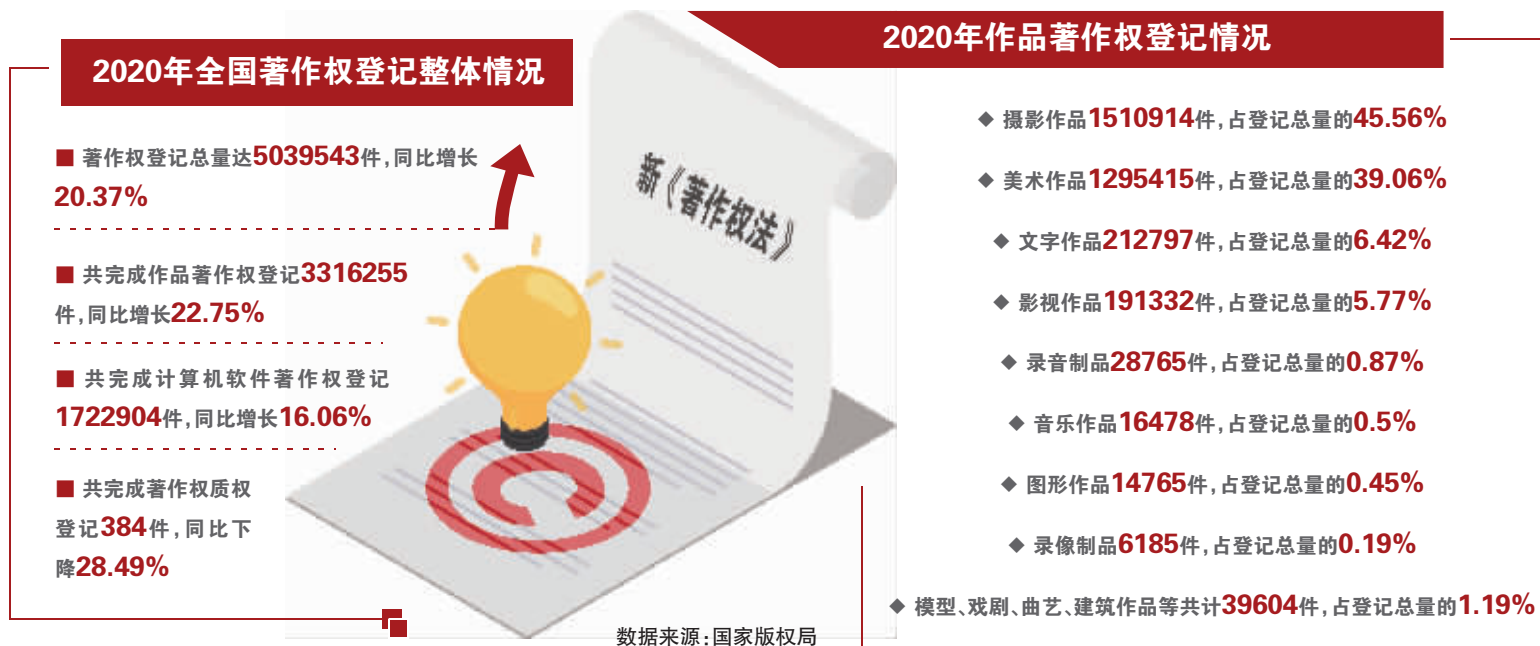 2020年全国著作权登记整体情况
■ 著作权登记总量达5039543件,同比增长
20.37%
■ 共完成作品著作权登记3316255
件,同比增长22.75%
■ 共完成计算机软件著作权登记
1722904件,同比增长16.06%
■ 共完成著作权质权
登记384件,同比下
降28.49%
新《著作权法》
数据来源:国家版权局
2020年作品著作权登记情况
◆ 摄影作品1510914件,占登记总量的45.56%
◆ 美术作品1295415件,占登记总量的39.06%
◆ 文字作品212797件,占登记总量的6.42%
◆ 影视作品191332件,占登记总量的5.77%
◆ 录音制品28765件,占登记总量的0.87%
◆ 音乐作品16478件,占登记总量的0.5%
◆ 图形作品14765件,占登记总量的0.45%
◆ 录像制品6185件,占登记总量的0.19%
◆ 模型、戏剧、曲艺、建筑作品等共计39604件,占登记总量的1.19%